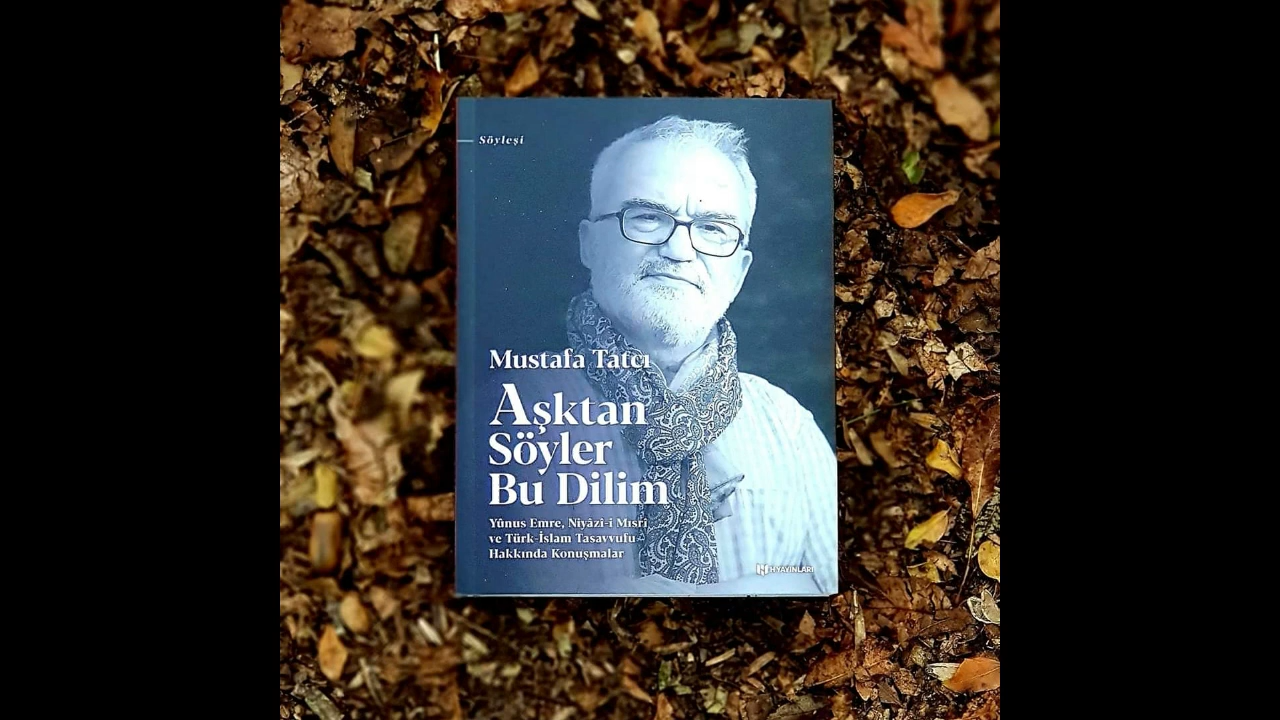 Söyleşi
Mustafa Tatcı
Aşktan
Söyler
Bu Dilim
Yûnus Emre, Niyâzî-i Mısrî
ve Türk-İslam Tasavvufu
Hakkında Konuşmalar
H YAYINLARI